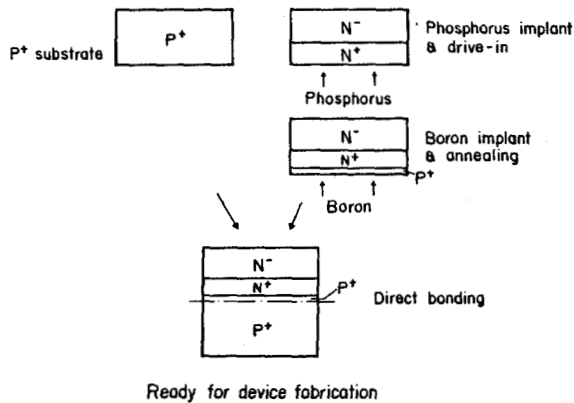 P+ substrate
P+
N−
N+
Phosphorus
Phosphorus implant
& drive-in
N−
N+
P+
Boron
Boron implant
& annealing
N−
N+
P+
P+
Direct bonding
Ready for device fabrication